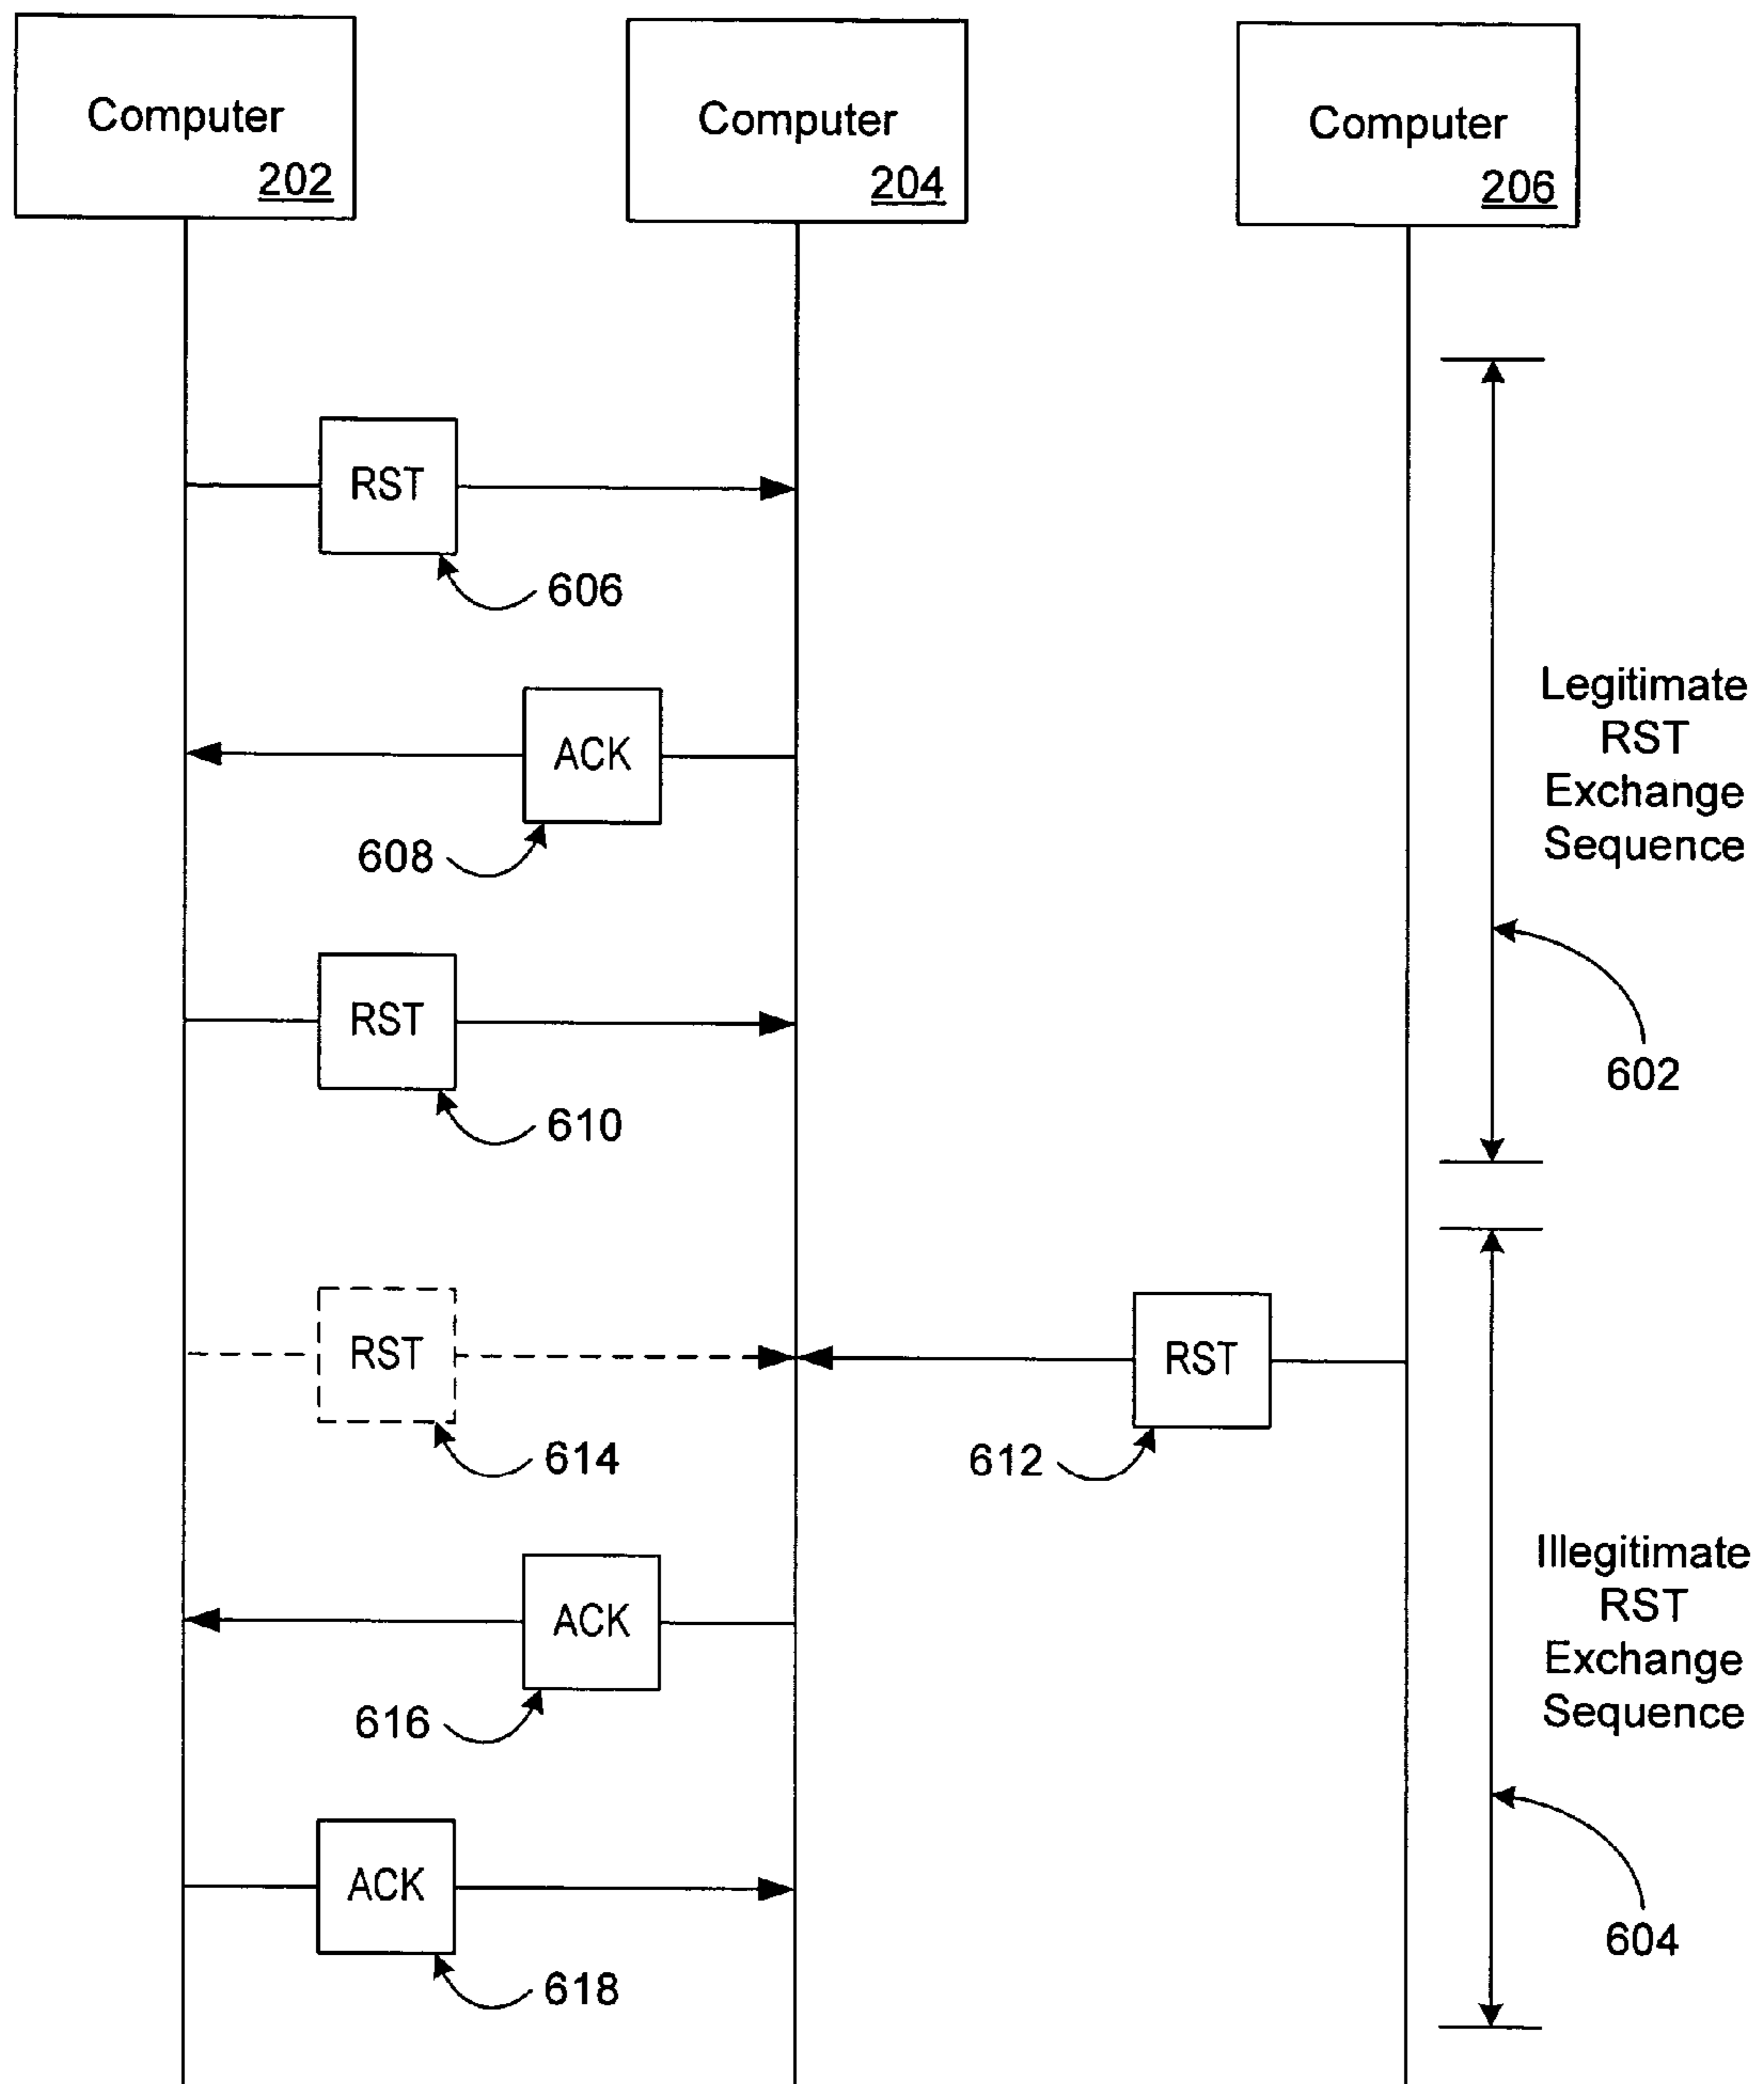 Computer
202
Computer
204
Computer
206
RST
606
ACK
608
Legitimate
RST
Exchange
Sequence
RST
610
602
RST
614
RST
612
ACK
616
Illegitimate
RST
Exchange
Sequence
ACK
618
604